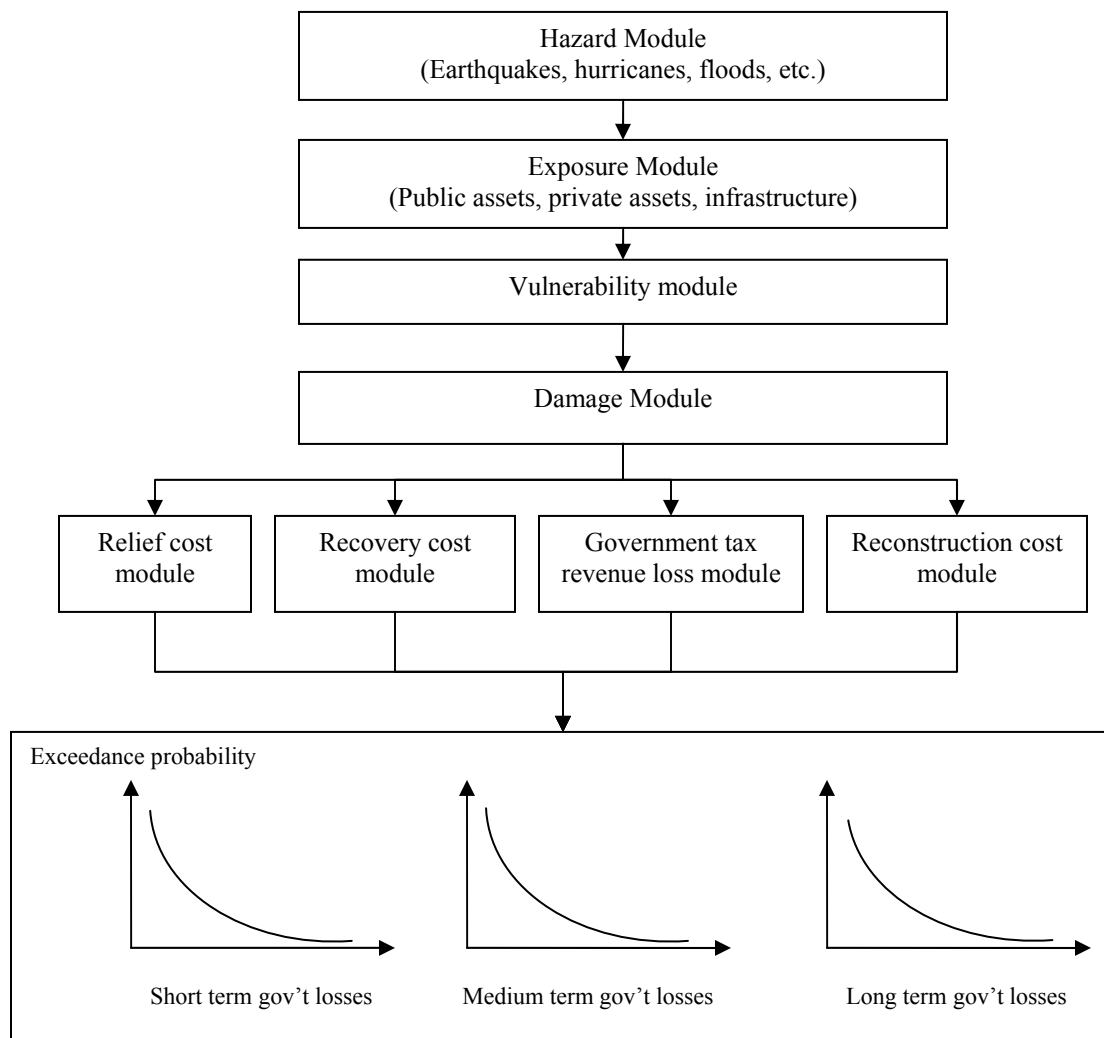 Hazard Module
(Earthquakes, hurricanes, floods, etc.)
Exposure Module
(Public assets, private assets, infrastructure)
Vulnerability module
Damage Module
Relief cost
module
Recovery cost
module
Government tax
revenue loss module
Reconstruction cost
module
Exceedance probability
Short term gov’t losses
Medium term gov’t losses
Long term gov’t losses